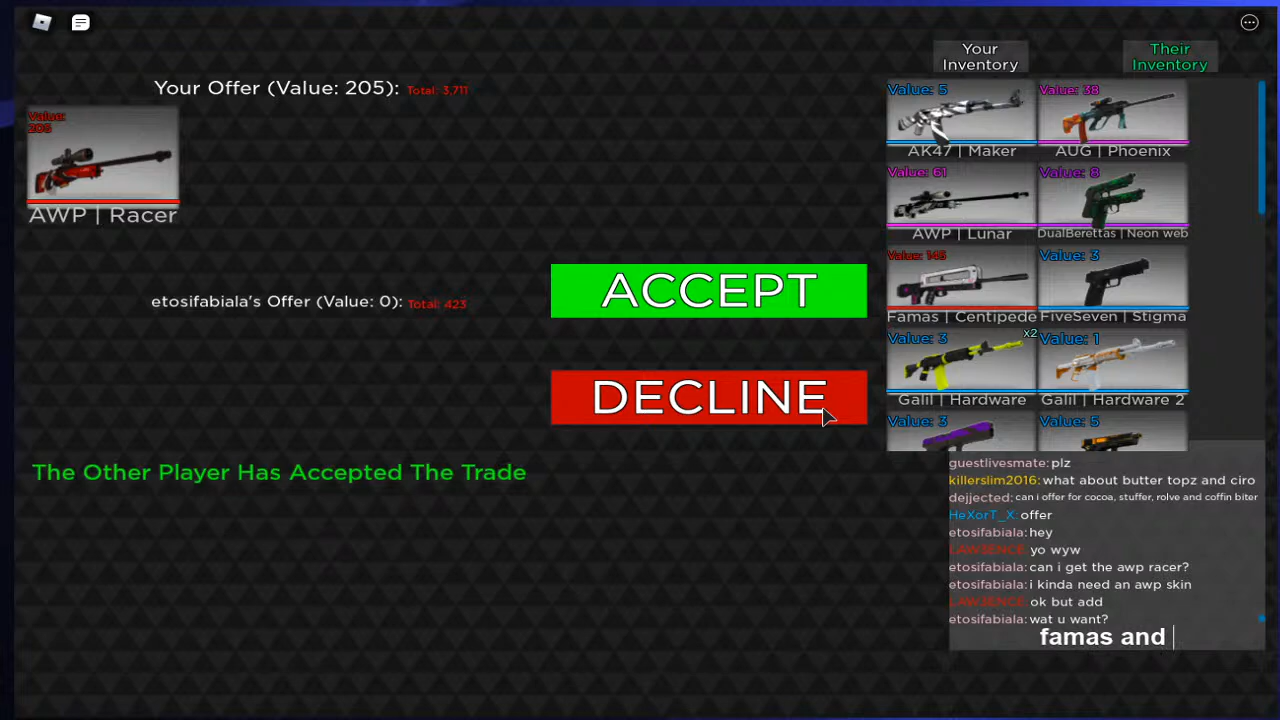 Your Offer (Value: 205): Total: 3,711
Value:
205
AWP | Racer
etosifabiala's Offer (Value: 0): Total: 423
The Other Player Has Accepted The Trade
ACCEPT
DECLINE
Your
Inventory
Their
Inventory
Value: 5
AK47 | Maker
Value: 38
AUG | Phoenix
Value: 61
AWP | Lunar
Value: 8
DualBerettas | Neon web
Value: 145
Famas | Centipede
Value: 3
FiveSeven | Stigma
Value: 3
x2
Galil | Hardware
Value: 1
Galil | Hardware 2
Value: 3
Value: 5
guestlivesmate: plz
killerslim2016: what about butter topz and ciro
dejjected: can i offer for cocoa, stuffer, rolve and coffin biter
HeXorT_X: offer
etosifabiala: hey
LAW3ENCE: yo wyw
etosifabiala: can i get the awp racer?
etosifabiala: i kinda need an awp skin
LAW3ENCE: ok but add
etosifabiala: wat u want?
famas and